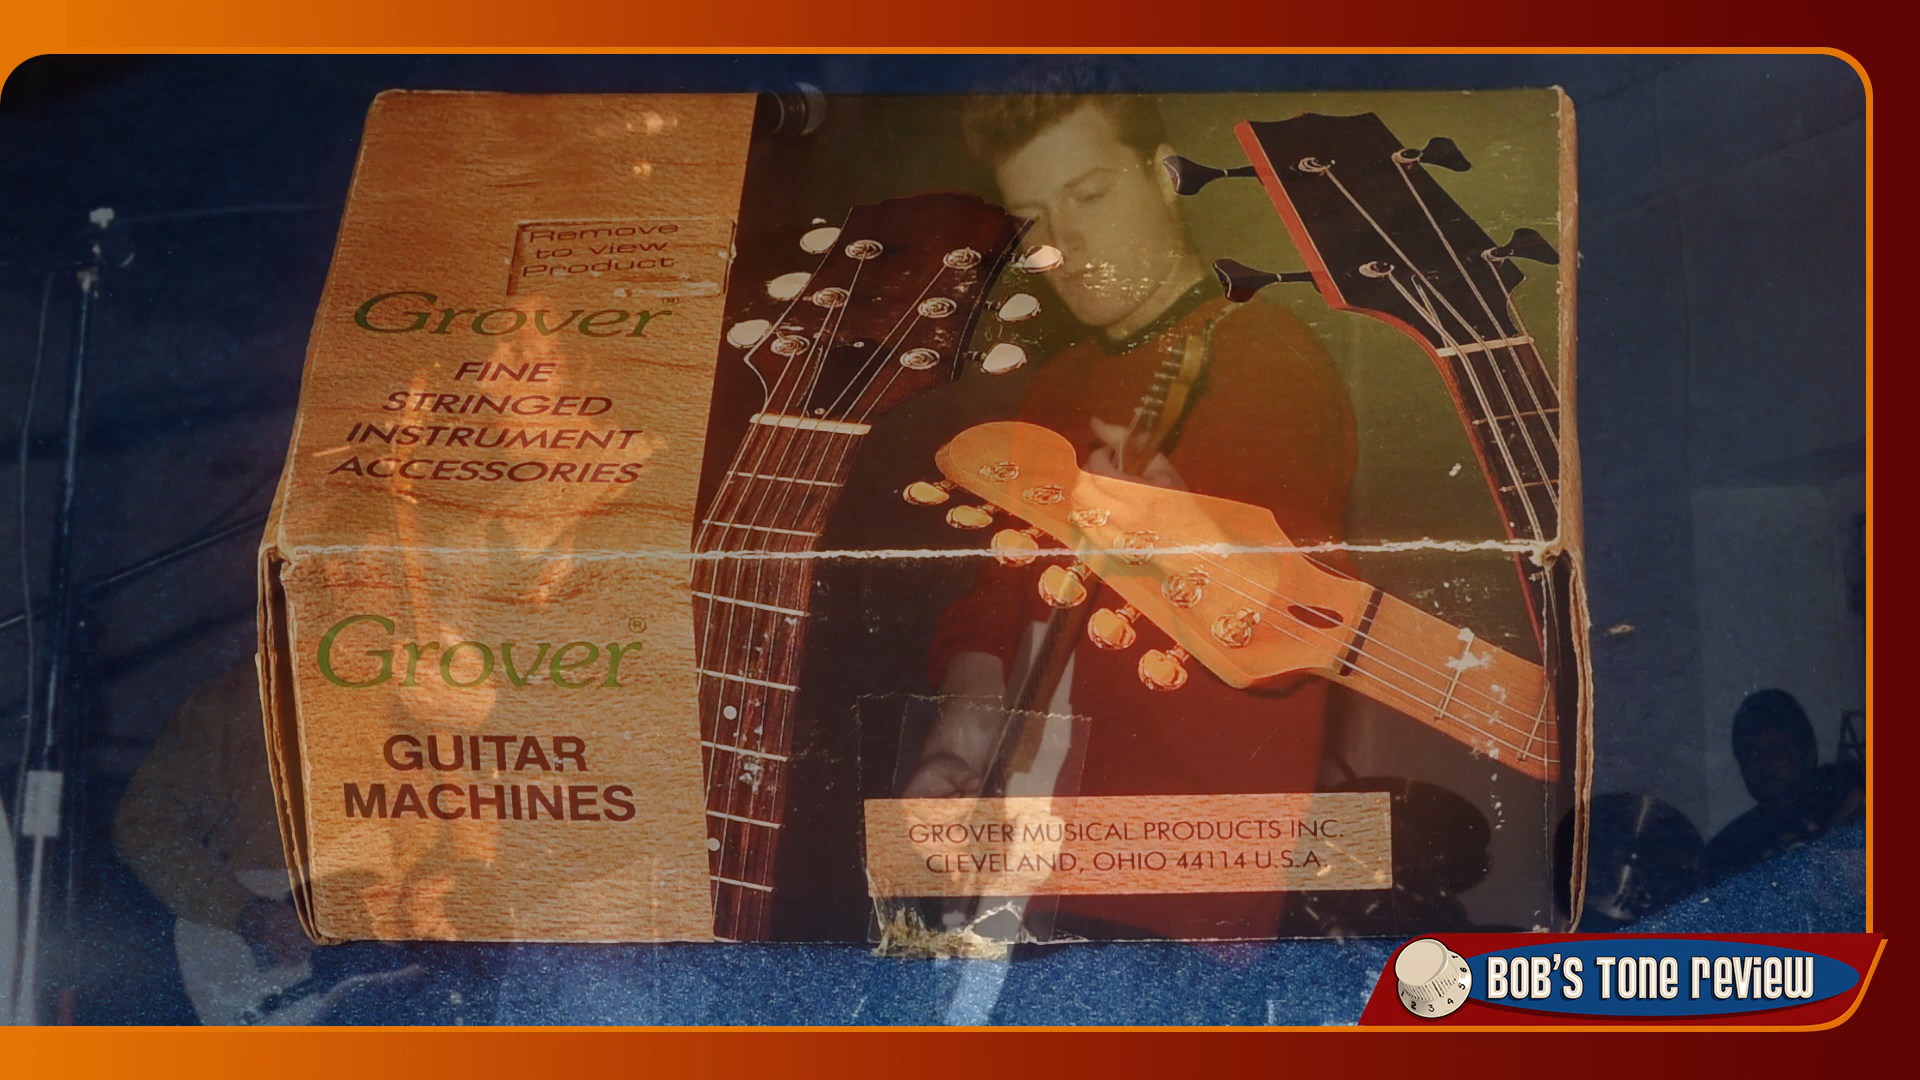 Remove
to view
Product
Grover®
FINE
STRINGED
INSTRUMENT
ACCESSORIES
Grover®
GUITAR
MACHINES
GROVER MUSICAL PRODUCTS INC.
CLEVELAND, OHIO 44114 U.S.A.
BOB'S TONE REVIEW